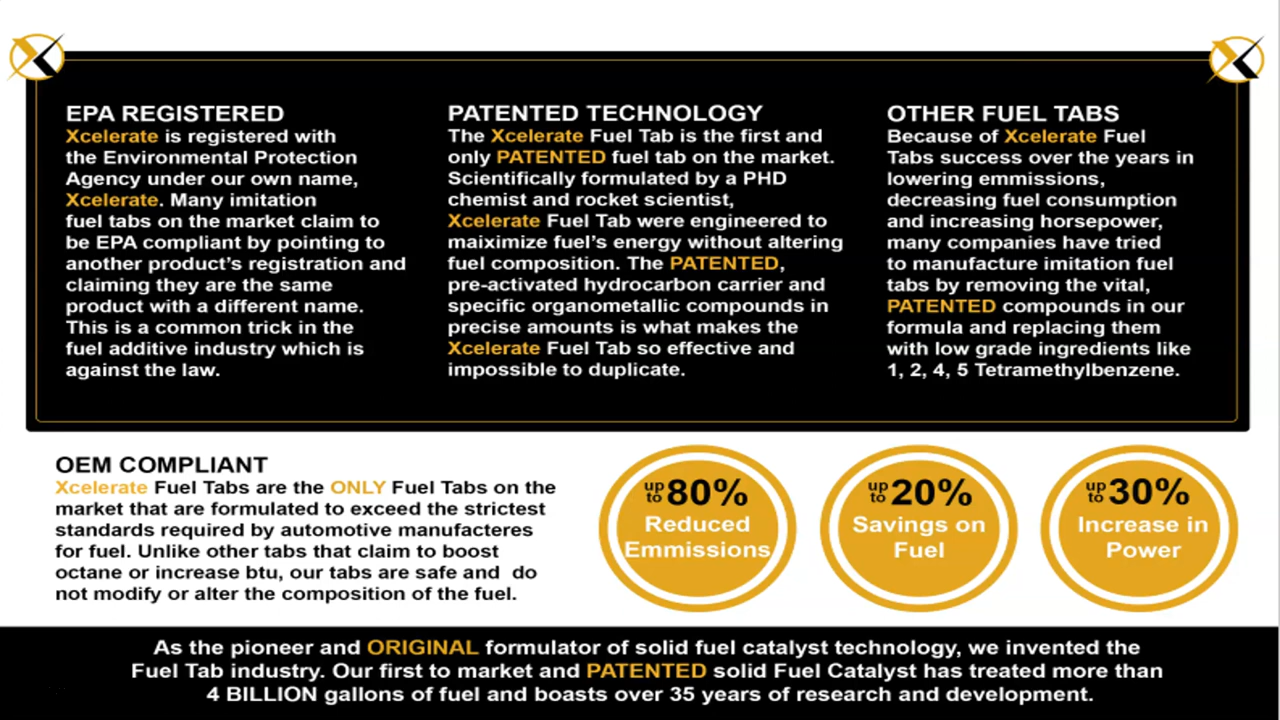 EPA REGISTERED
Xcelerate is registered with
the Environmental Protection
Agency under our own name,
Xcelerate. Many imitation
fuel tabs on the market claim to
be EPA compliant by pointing to
another product's registration and
claiming they are the same
product with a different name.
This is a common trick in the
fuel additive industry which is
against the law.
PATENTED TECHNOLOGY
The Xcelerate Fuel Tab is the first and
only PATENTED fuel tab on the market.
Scientifically formulated by a PHD
chemist and rocket scientist,
Xcelerate Fuel Tab were engineered to
maiximize fuel's energy without altering
fuel composition. The PATENTED,
pre-activated hydrocarbon carrier and
specific organometallic compounds in
precise amounts is what makes the
Xcelerate Fuel Tab so effective and
impossible to duplicate.
OTHER FUEL TABS
Because of Xcelerate Fuel
Tabs success over the years in
lowering emmissions,
decreasing fuel consumption
and increasing horsepower,
many companies have tried
to manufacture imitation fuel
tabs by removing the vital,
PATENTED compounds in our
formula and replacing them
with low grade ingredients like
1, 2, 4, 5 Tetramethylbenzene.
OEM COMPLIANT
Xcelerate Fuel Tabs are the ONLY Fuel Tabs on the
market that are formulated to exceed the strictest
standards required by automotive manufacteres
for fuel. Unlike other tabs that claim to boost
octane or increase btu, our tabs are safe and do
not modify or alter the composition of the fuel.
up to 80%
Reduced
Emmissions
up to 20%
Savings on
Fuel
up to 30%
Increase in
Power
As the pioneer and ORIGINAL formulator of solid fuel catalyst technology, we invented the
Fuel Tab industry. Our first to market and PATENTED solid Fuel Catalyst has treated more than
4 BILLION gallons of fuel and boasts over 35 years of research and development.